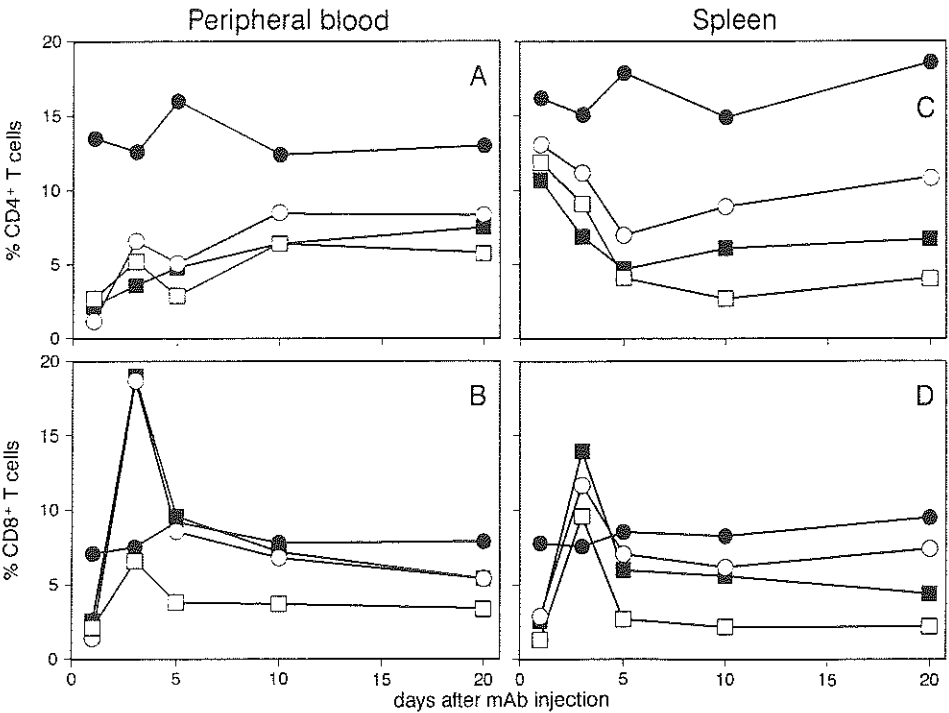 Peripheral blood
Spleen
% CD4+ T cells
20
15
10
5
0
A
C
% CD8+ T cells
20
15
10
5
0
B
D
0
5
10
15
20
0
5
10
15
20
days after mAb injection